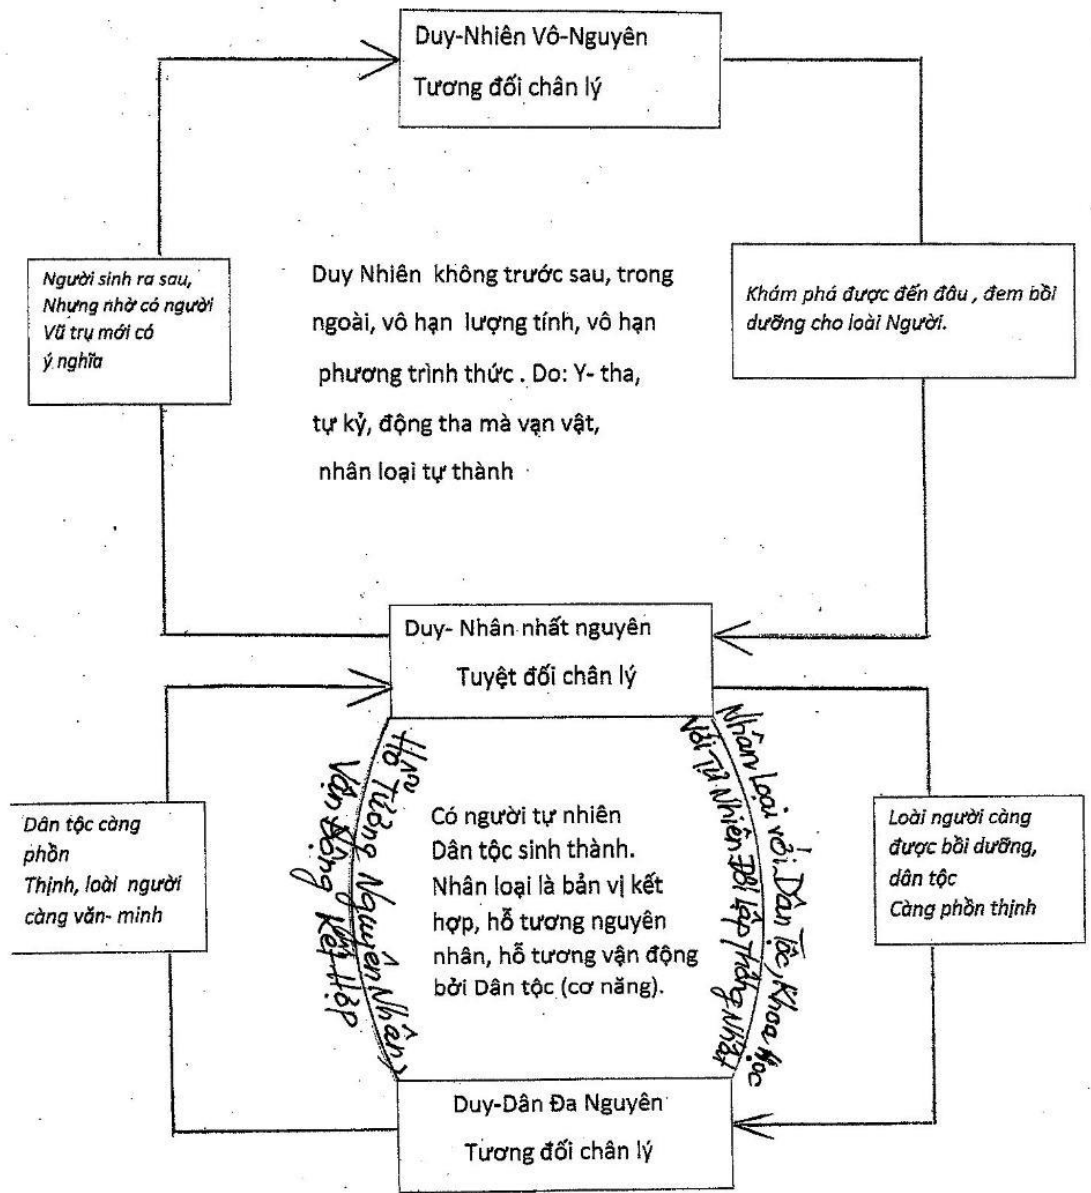 Duy-Nhiên Vô-Nguyên
Tương đối chân lý
Người sinh ra sau,
Nhưng nhờ có người
Vũ trụ mới có
ý nghĩa
Duy Nhiên không trước sau, trong
ngoài, vô hạn lượng tính, vô hạn
phương trình thức . Do: Y- tha,
tự kỷ, động tha mà vạn vật,
nhân loại tự thành
Khám phá được đến đâu , đem bồi
dưỡng cho loài Người.
Duy- Nhân nhất nguyên
Tuyệt đối chân lý
Dân tộc càng
phồn
Thịnh, loài người
càng văn- minh
Hỗ Tương Nguyên Nhân,
Vận Động Kết Hợp
Có người tự nhiên
Dân tộc sinh thành.
Nhân loại là bản vị kết
hợp, hỗ tương nguyên
nhân, hỗ tương vận động
bởi Dân tộc (cơ năng).
Nhân Loại với Dân Tộc, Khoa Học
với Tự Nhiên Đối lập Thống Nhất
Loài người càng
được bồi dưỡng,
dân tộc
Càng phồn thịnh
Duy-Dân Đa Nguyên
Tương đối chân lý